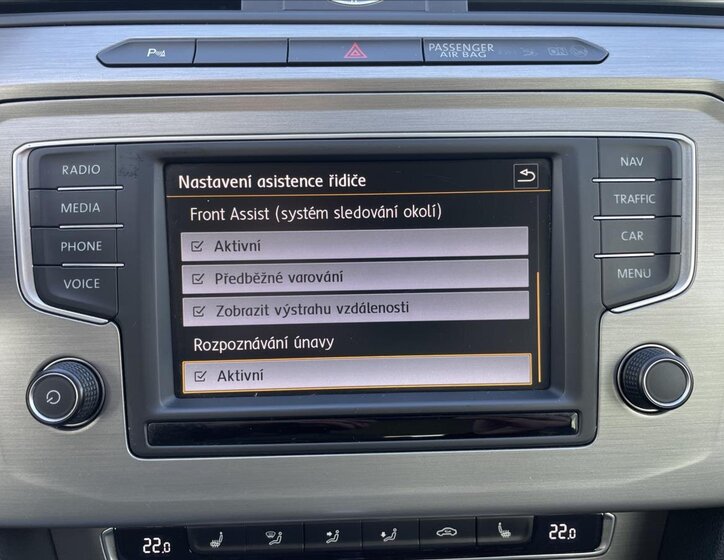 P
PASSENGER
AIR BAG
ON
RADIO
MEDIA
PHONE
VOICE
Nastavení asistence řidiče
Front Assist (systém sledování okolí)
Aktivní
Předběžné varování
Zobrazit výstrahu vzdálenosti
Rozpoznávání únavy
Aktivní
NAV
TRAFFIC
CAR
MENU
22.0
22.0